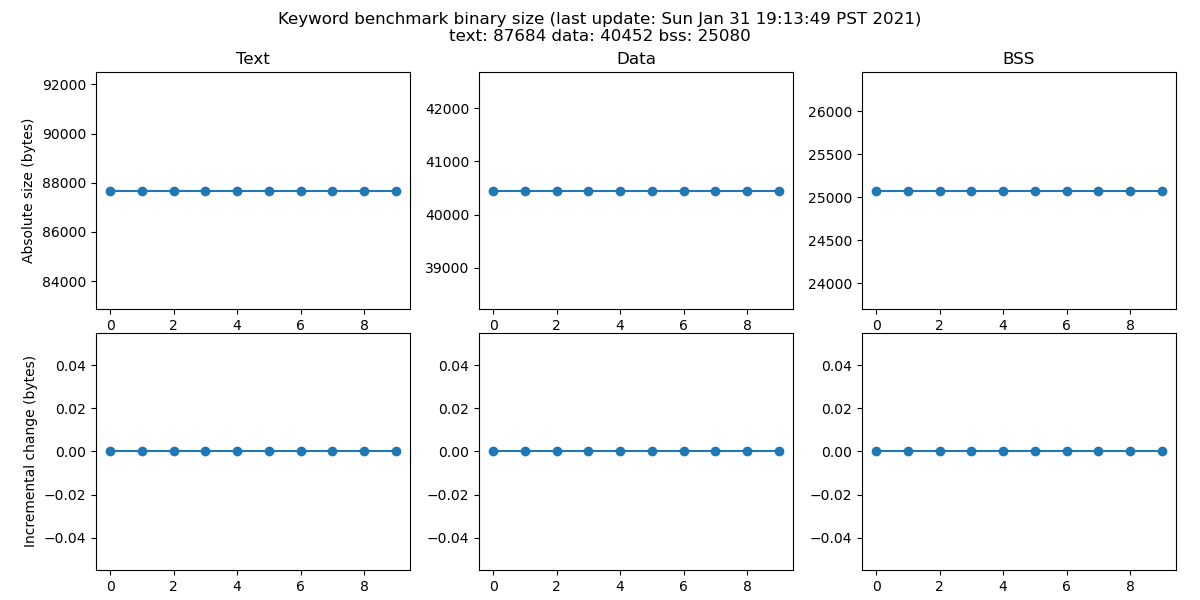 Keyword benchmark binary size (last update: Sun Jan 31 19:13:49 PST 2021)
text: 87684 data: 40452 bss: 25080
Text
Data
BSS
Absolute size (bytes)
92000
90000
88000
86000
84000
0 2 4 6 8
42000
41000
40000
39000
0 2 4 6 8
26000
25500
25000
24500
24000
0 2 4 6 8
Incremental change (bytes)
0.04
0.02
0.00
−0.02
−0.04
0 2 4 6 8
0.04
0.02
0.00
−0.02
−0.04
0 2 4 6 8
0.04
0.02
0.00
−0.02
−0.04
0 2 4 6 8